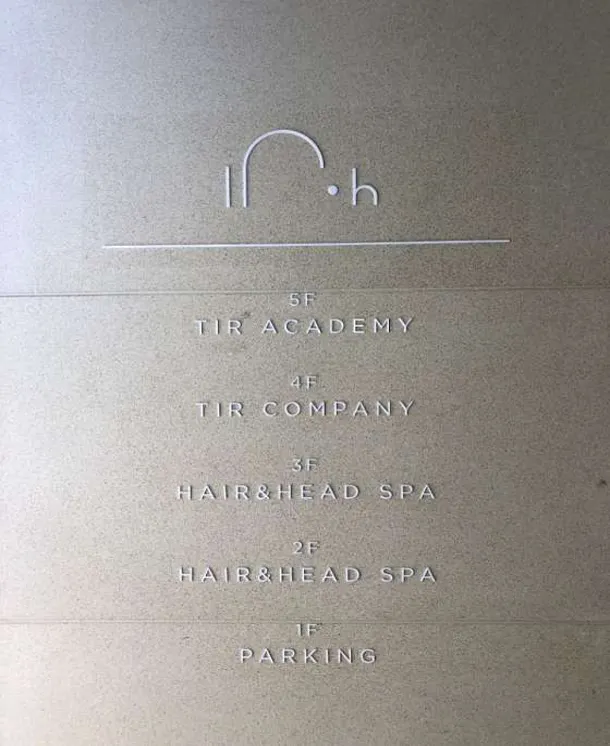 5F
TIR ACADEMY
4F
TIR COMPANY
3F
HAIR&HEAD SPA
2F
HAIR&HEAD SPA
1F
PARKING